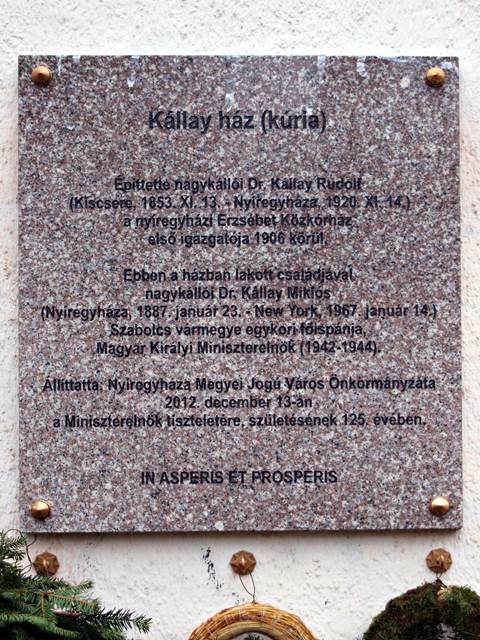 Kállay ház (kúria)
Építtette nagykállói Dr. Kállay Rudolf
(Kiscsere, 1853. XI. 13. - Nyíregyháza, 1920. XI. 14.)
a nyíregyházi Erzsébet Közkórház
első igazgatója 1906 körül.
Ebben a házban lakott családjával
nagykállói Dr. Kállay Miklós
(Nyíregyháza, 1887. január 23. - New York, 1967. január 14.)
Szabolcs vármegye egykori főispánja,
Magyar Királyi Miniszterelnök (1942-1944).
Állíttatta: Nyíregyháza Megyei Jogú Város Önkormányzata
2012. december 13-án
a Miniszterelnök tiszteletére, születésének 125. évében.
IN ASPERIS ET PROSPERIS